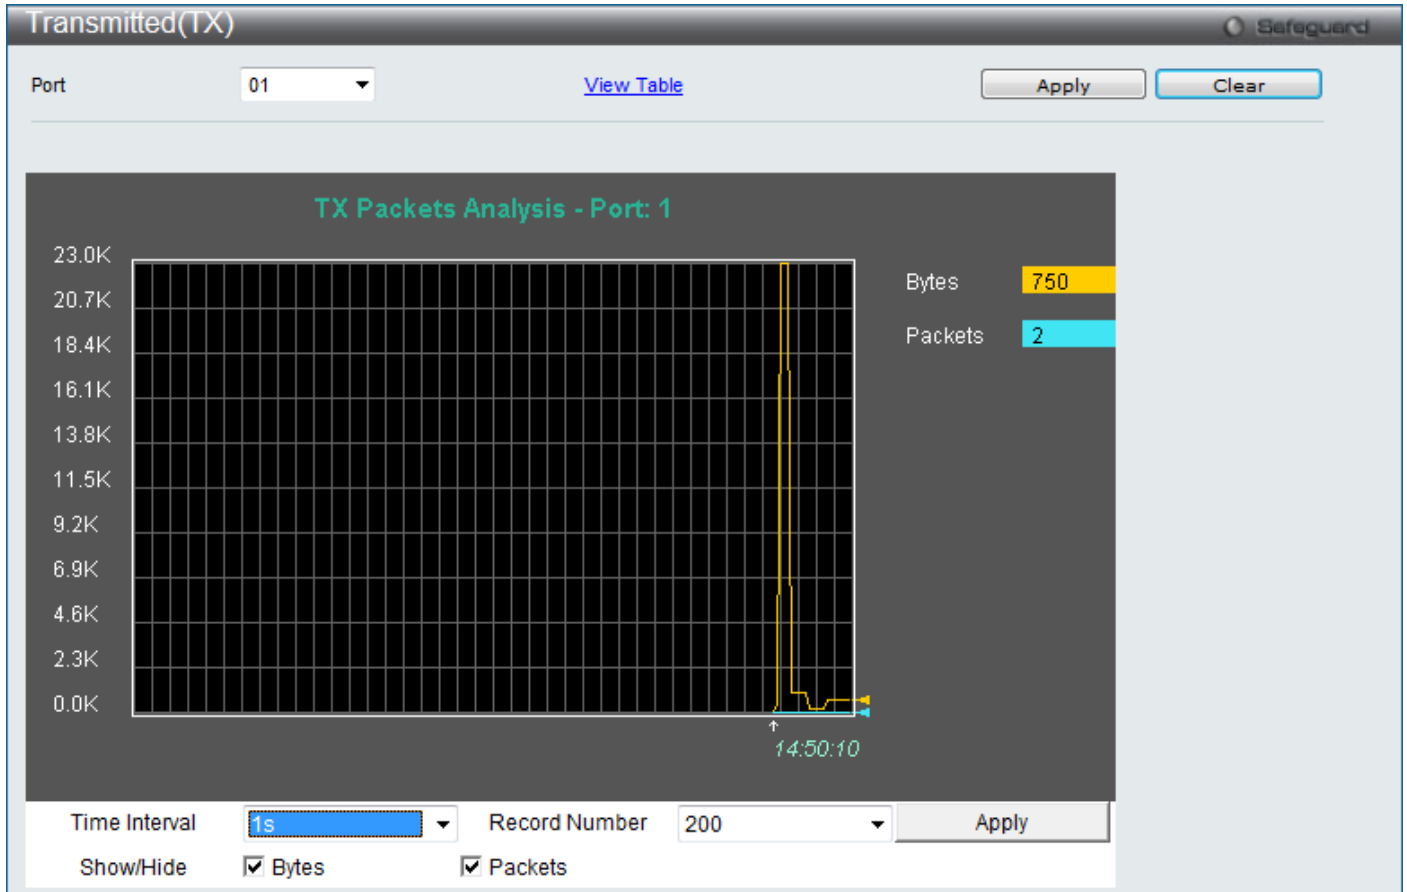 Transmitted(TX)
Safeguard
Port 01 View Table Apply Clear
TX Packets Analysis - Port: 1
23.0K
20.7K
18.4K
16.1K
13.8K
11.5K
9.2K
6.9K
4.6K
2.3K
0.0K
Bytes 750
Packets 2
14:50:10
Time Interval 1s Record Number 200 Apply
Show/Hide Bytes Packets